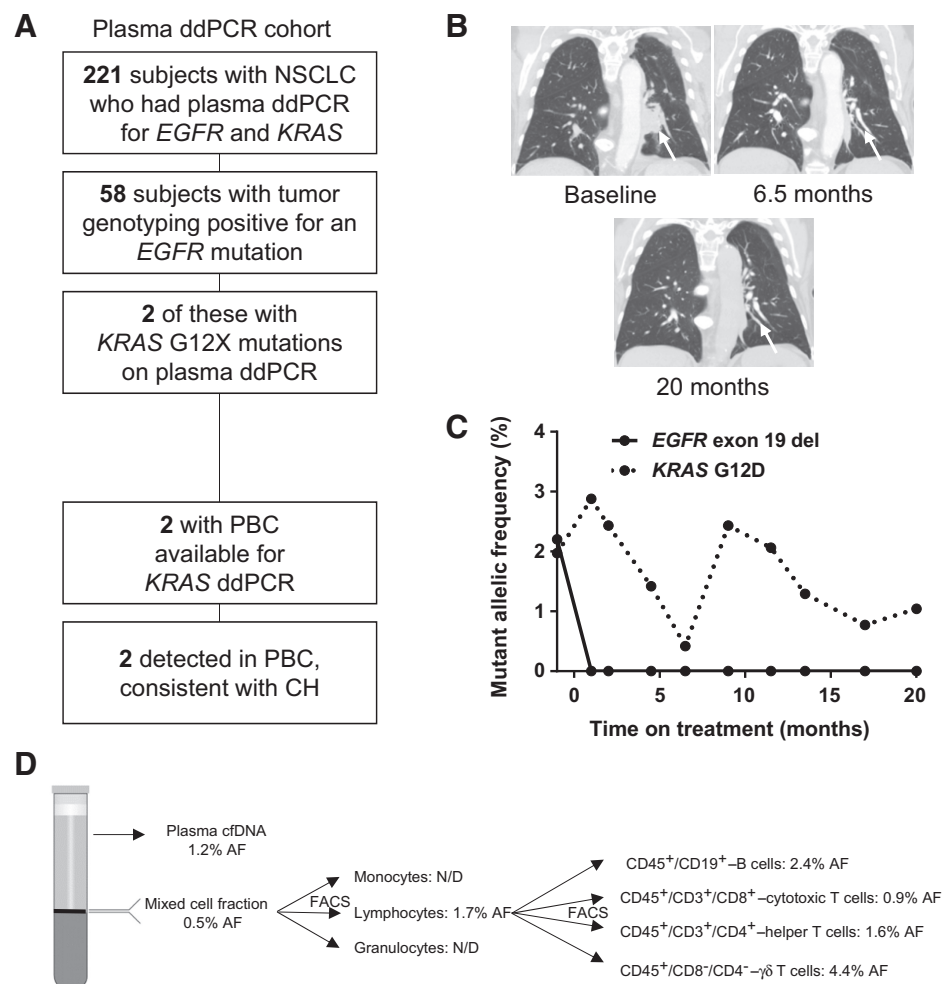 A
Plasma ddPCR cohort
221 subjects with NSCLC
who had plasma ddPCR
for EGFR and KRAS
58 subjects with tumor
genotyping positive for an
EGFR mutation
2 of these with
KRAS G12X mutations
on plasma ddPCR
2 with PBC
available for
KRAS ddPCR
2 detected in PBC,
consistent with CH
B
Baseline
6.5 months
20 months
C
Mutant allelic frequency (%)
4
3
2
1
0
EGFR exon 19 del
KRAS G12D
0 5 10 15 20
Time on treatment (months)
D
Plasma cfDNA
1.2% AF
Mixed cell fraction
0.5% AF
FACS
Monocytes: N/D
Lymphocytes: 1.7% AF
Granulocytes: N/D
FACS
CD45⁺/CD19⁺–B cells: 2.4% AF
CD45⁺/CD3⁺/CD8⁺–cytotoxic T cells: 0.9% AF
CD45⁺/CD3⁺/CD4⁺–helper T cells: 1.6% AF
CD45⁺/CD8⁻/CD4⁻–γδ T cells: 4.4% AF